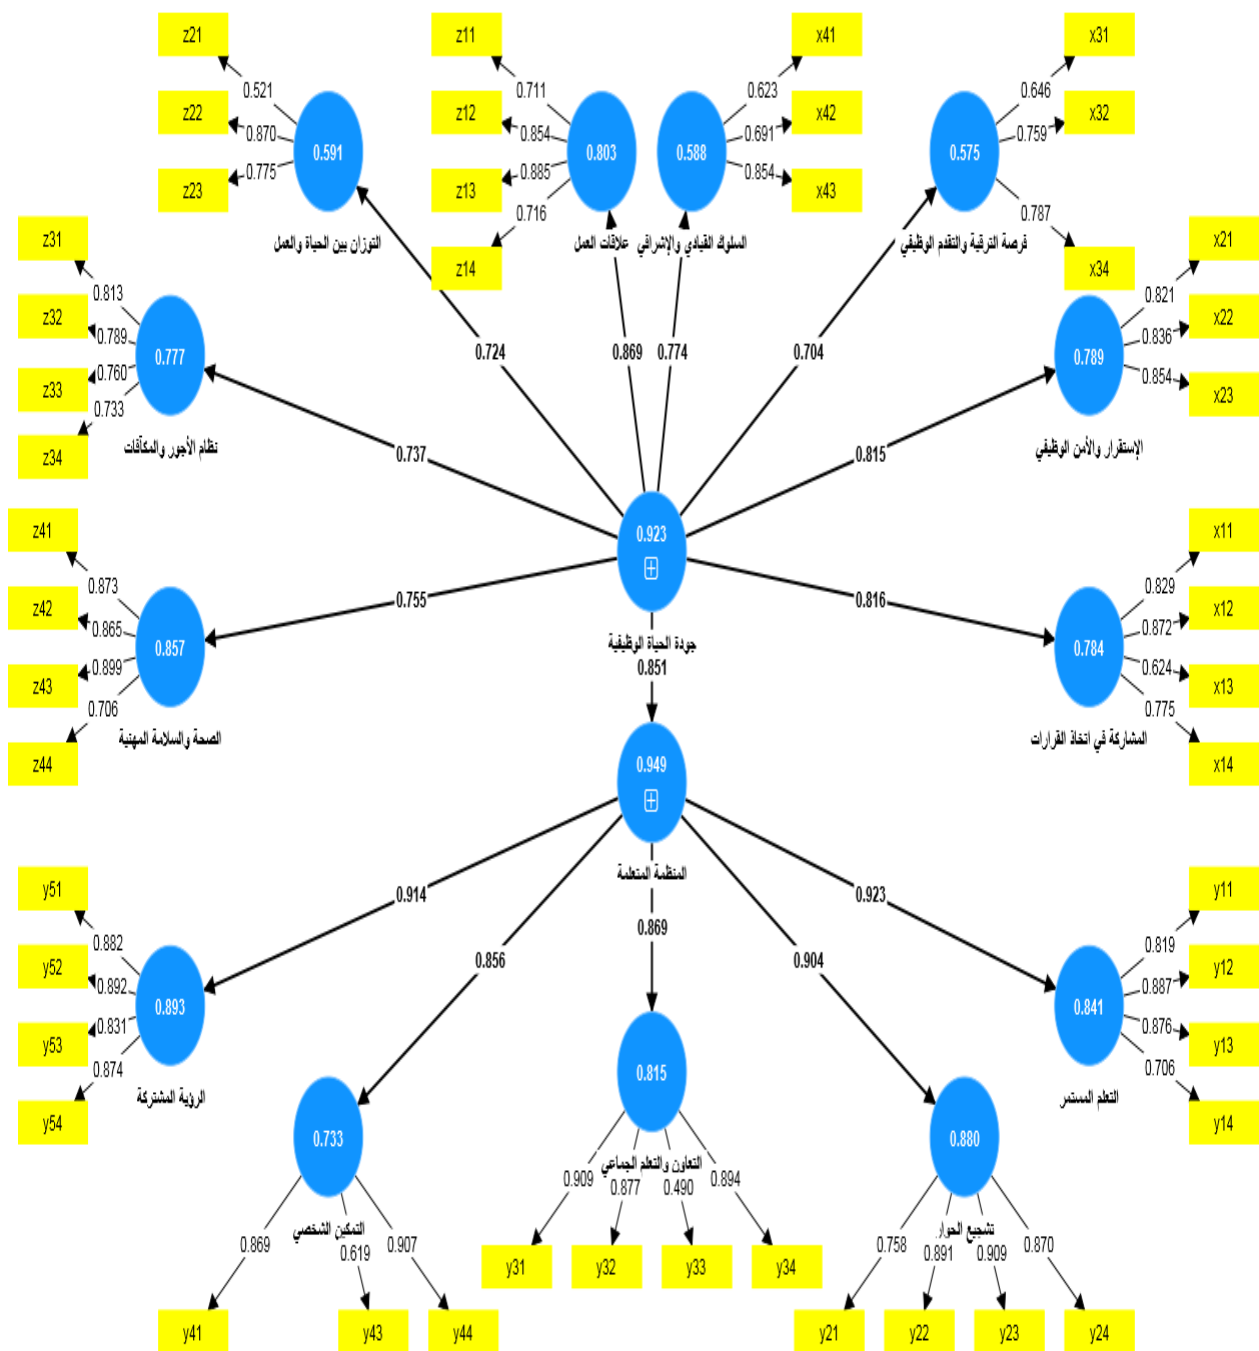 z21
z11
x41
x31
0.521
0.711
0.623
0.646
z22
0.870
0.591
z12
0.854
0.803
0.588
0.691
x42
0.575
0.759
x32
z23
0.775
z13
0.885
0.854
x43
0.716
0.787
z31
التوزان بين الحياة والعمل
علاقات العمل
السلوك القيادي والإشرافي
فرصة الترقية والتقدم الوظيفي
x21
z14
x34
0.813
0.821
z32
0.789
0.777
0.724
0.869
0.774
0.704
0.789
0.836
x22
z33
0.760
0.854
x23
0.733
z34
نظام الأجور والمكآفات
0.737
0.815
الإستقرار والأمن الوظيفي
z41
0.923
x11
0.873
0.829
z42
0.865
0.755
0.816
0.872
x12
0.857
جودة الحياة الوظيفية
0.784
z43
0.899
0.851
0.624
x13
0.706
0.775
z44
الصحة والسلامة المهنية
المشاركة في اتخاذ القرارات
x14
0.949
المنظمة المتعلمة
y51
0.914
0.923
y11
0.882
0.869
0.819
y52
0.892
0.856
0.904
0.887
y12
0.893
0.841
y53
0.831
0.876
y13
0.874
0.706
y54
الرؤية المشتركة
0.815
التعلم المستمر
y14
0.733
0.880
التعاون والتعلم الجماعي
0.909
0.877
0.490
0.894
التمكين الشخصي
تشجيع الحوار
0.869
0.619
0.907
0.758
0.891
0.909
0.870
y31
y32
y33
y34
y41
y43
y44
y21
y22
y23
y24